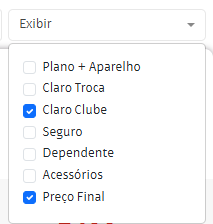 Exibir
Plano + Aparelho
Claro Troca
Claro Clube
Seguro
Dependente
Acessórios
Preço Final